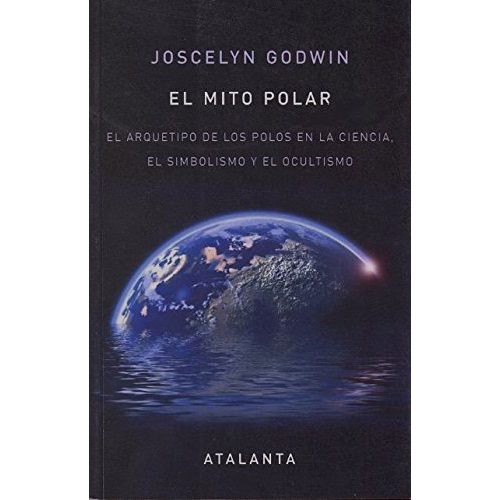 JOSCELYN GODWIN
EL MITO POLAR
EL ARQUETIPO DE LOS POLOS EN LA CIENCIA,
EL SIMBOLISMO Y EL OCULTISMO
ATALANTA